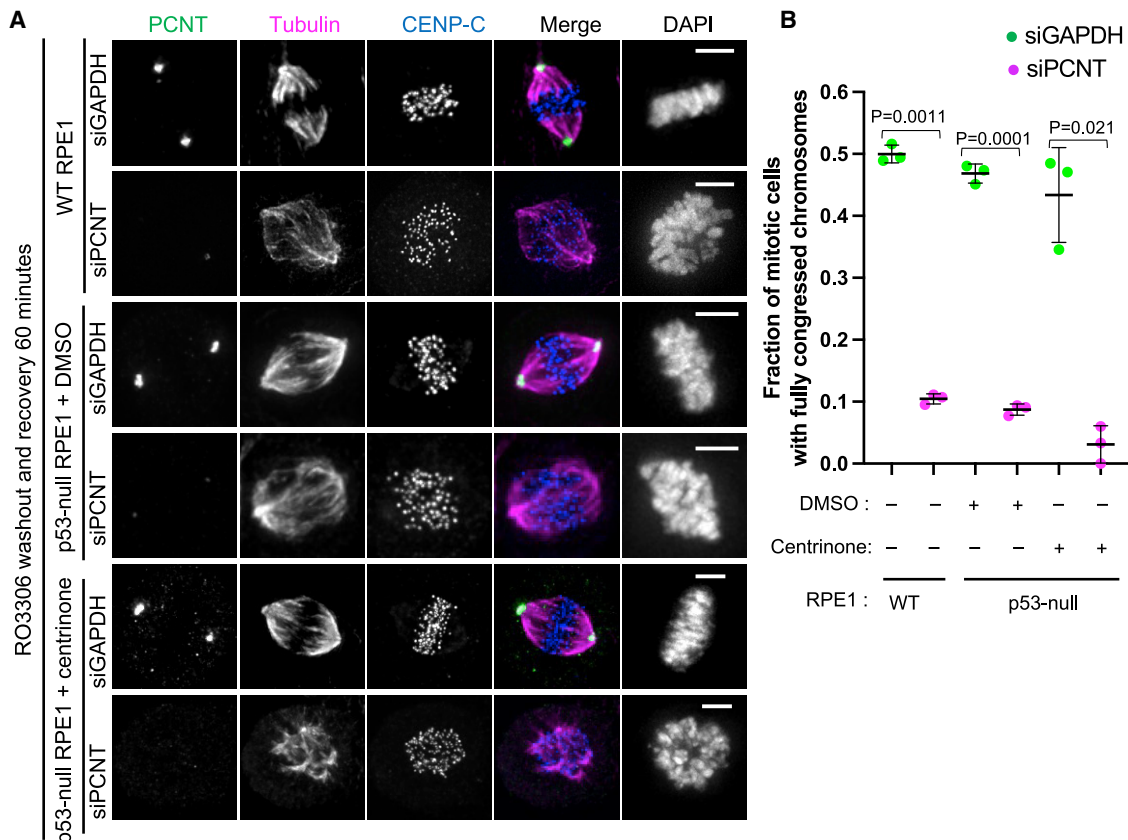 A
PCNT Tubulin CENP-C Merge DAPI
RO3306 washout and recovery 60 minutes
WT RPE1
siGAPDH
siPCNT
p53-null RPE1 + DMSO
siGAPDH
siPCNT
p53-null RPE1 + centrinone
siGAPDH
siPCNT
B
siGAPDH
siPCNT
Fraction of mitotic cells
with fully congressed chromosomes
0.6
0.5
0.4
0.3
0.2
0.1
0.0
P=0.0011
P=0.0001
P=0.021
DMSO : – – + + – –
Centrinone: – – – – + +
RPE1 : WT p53-null